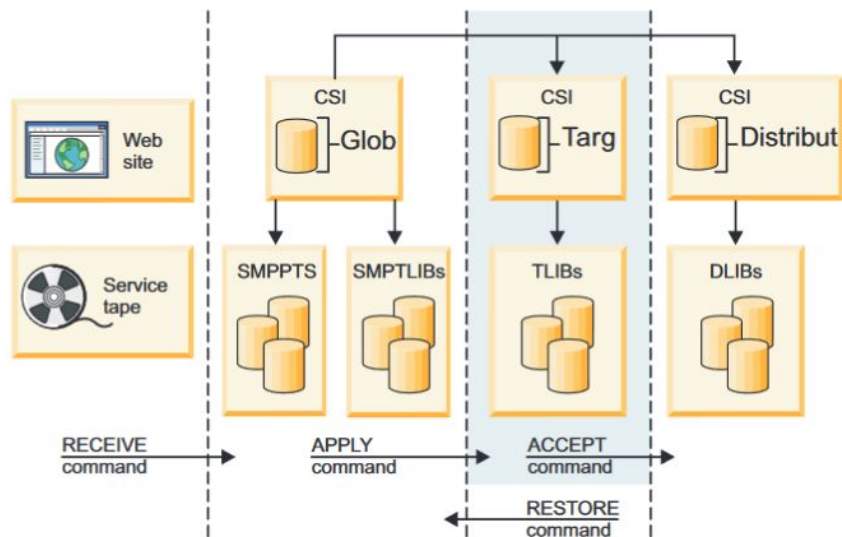 CSI
Glob
CSI
Targ
CSI
Distribut
Web
site
Service
tape
SMPPTS
SMPTLIBs
TLIBs
DLIBs
RECEIVE
command
APPLY
command
ACCEPT
command
RESTORE
command